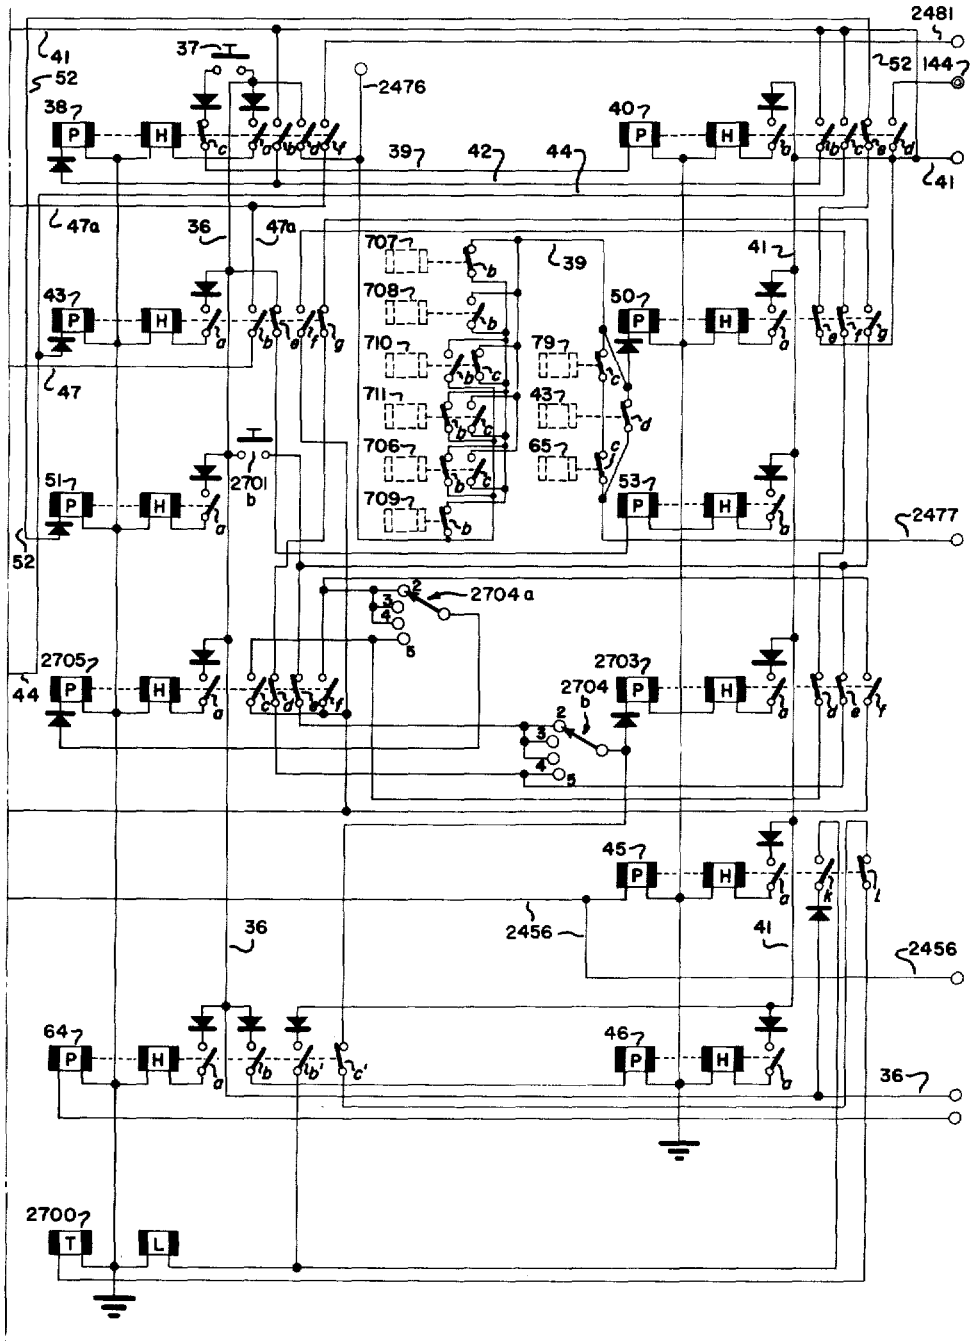 2481
41
37
52
144
52
2476
38
P
H
c
a
b
d
f
40
P
H
a
b
c
e
d
39
42
44
41
47a
36
47a
707
b
39
41
708
b
43
P
H
a
b
e
f
g
50
P
H
a
e
f
g
710
b
c
79
c
47
711
b
c
43
d
706
b
c
65
c
2701
b
51
P
H
a
709
b
53
P
H
a
2477
52
2
3
4
5
2704 a
2705
P
H
a
c
d
e
f
2703
P
H
a
d
e
f
44
2704
b
2
3
4
5
45
P
H
a
k
L
2456
36
41
2456
64
P
H
a
b
b'
c'
46
P
H
a
36
2700
T
L